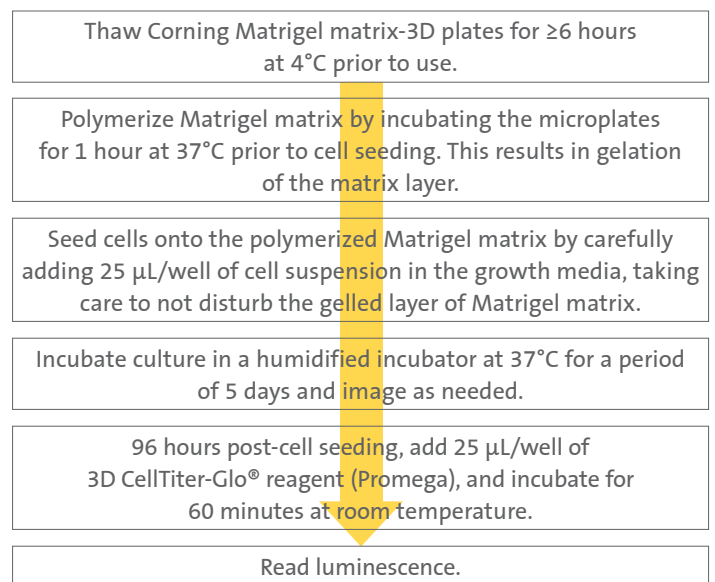 Thaw Corning Matrigel matrix-3D plates for ≥6 hours
at 4°C prior to use.
Polymerize Matrigel matrix by incubating the microplates
for 1 hour at 37°C prior to cell seeding. This results in gelation
of the matrix layer.
Seed cells onto the polymerized Matrigel matrix by carefully
adding 25 µL/well of cell suspension in the growth media, taking
care to not disturb the gelled layer of Matrigel matrix.
Incubate culture in a humidified incubator at 37°C for a period
of 5 days and image as needed.
96 hours post-cell seeding, add 25 µL/well of
3D CellTiter-Glo® reagent (Promega), and incubate for
60 minutes at room temperature.
Read luminescence.